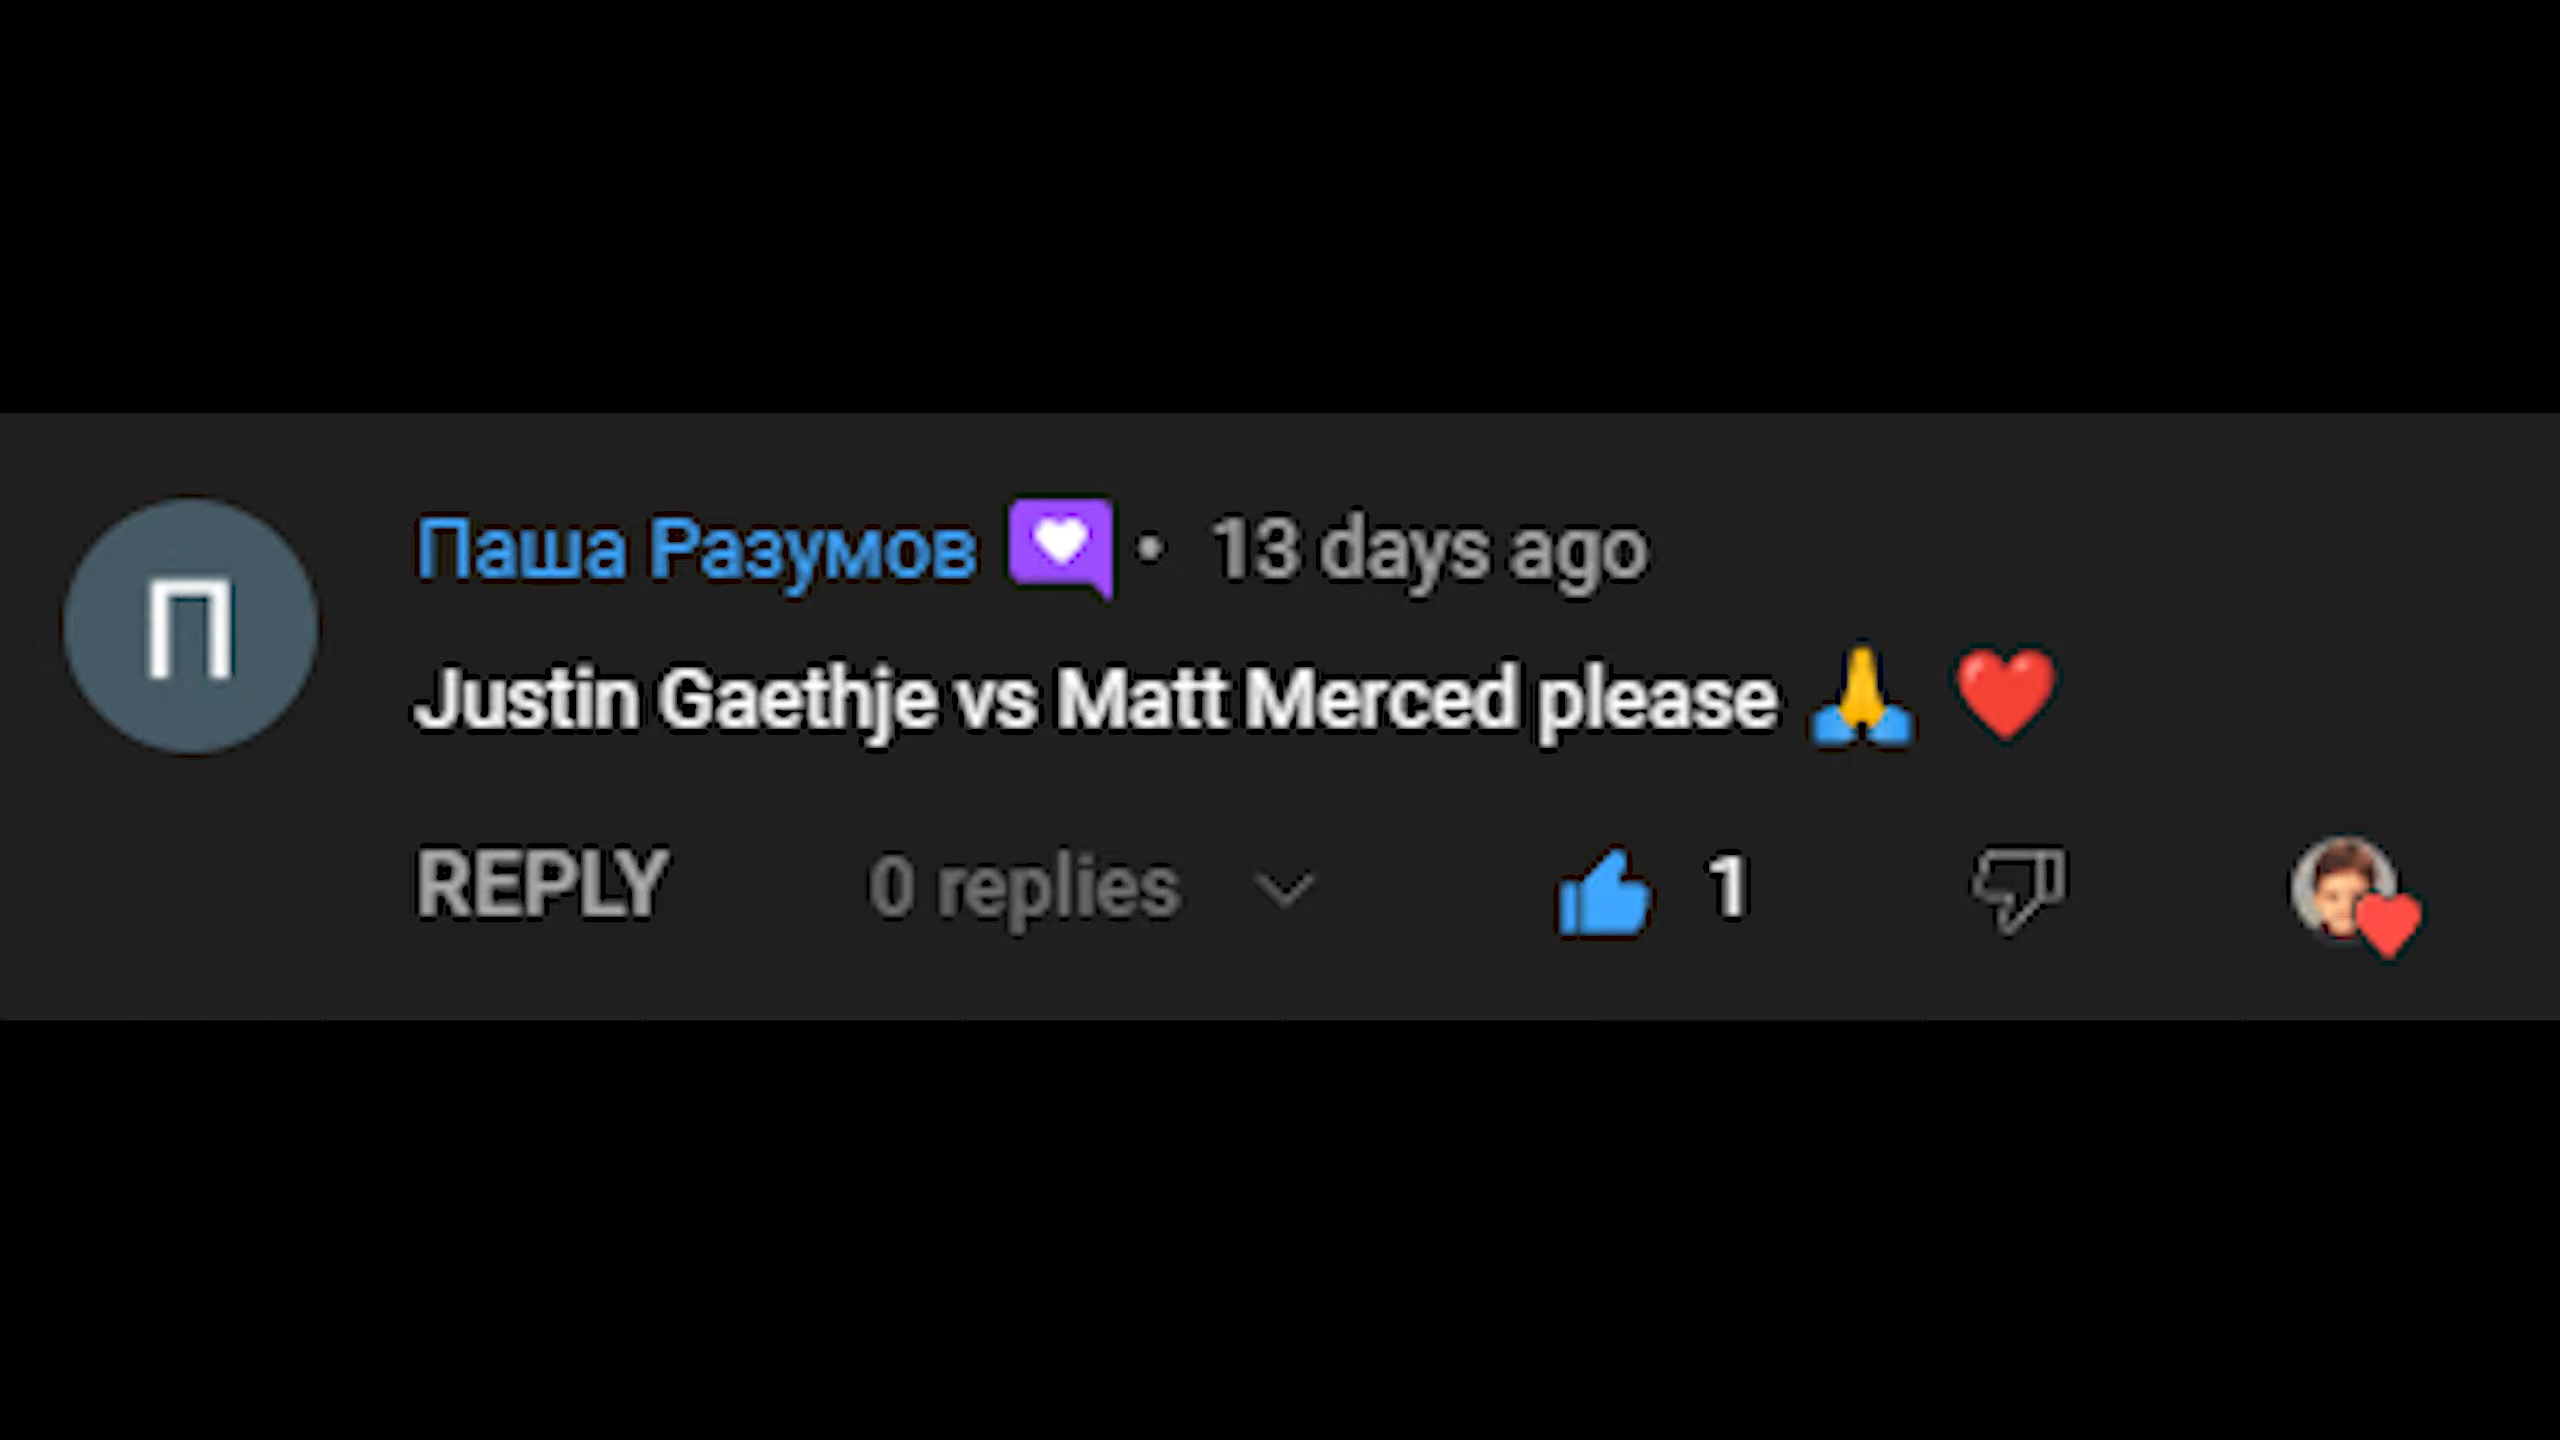 П
Паша Разумов • 13 days ago
Justin Gaethje vs Matt Merced please 🙏 ❤️
REPLY 0 replies 1